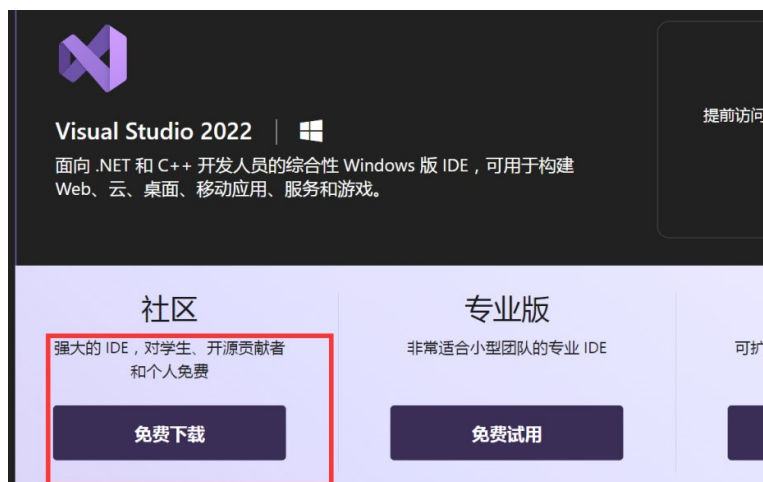 Visual Studio 2022
提前访问
面向 .NET 和 C++ 开发人员的综合性 Windows 版 IDE，可用于构建
Web、云、桌面、移动应用、服务和游戏。
社区
强大的 IDE，对学生、开源贡献者
和个人免费
免费下载
专业版
非常适合小型团队的专业 IDE
免费试用
可扩